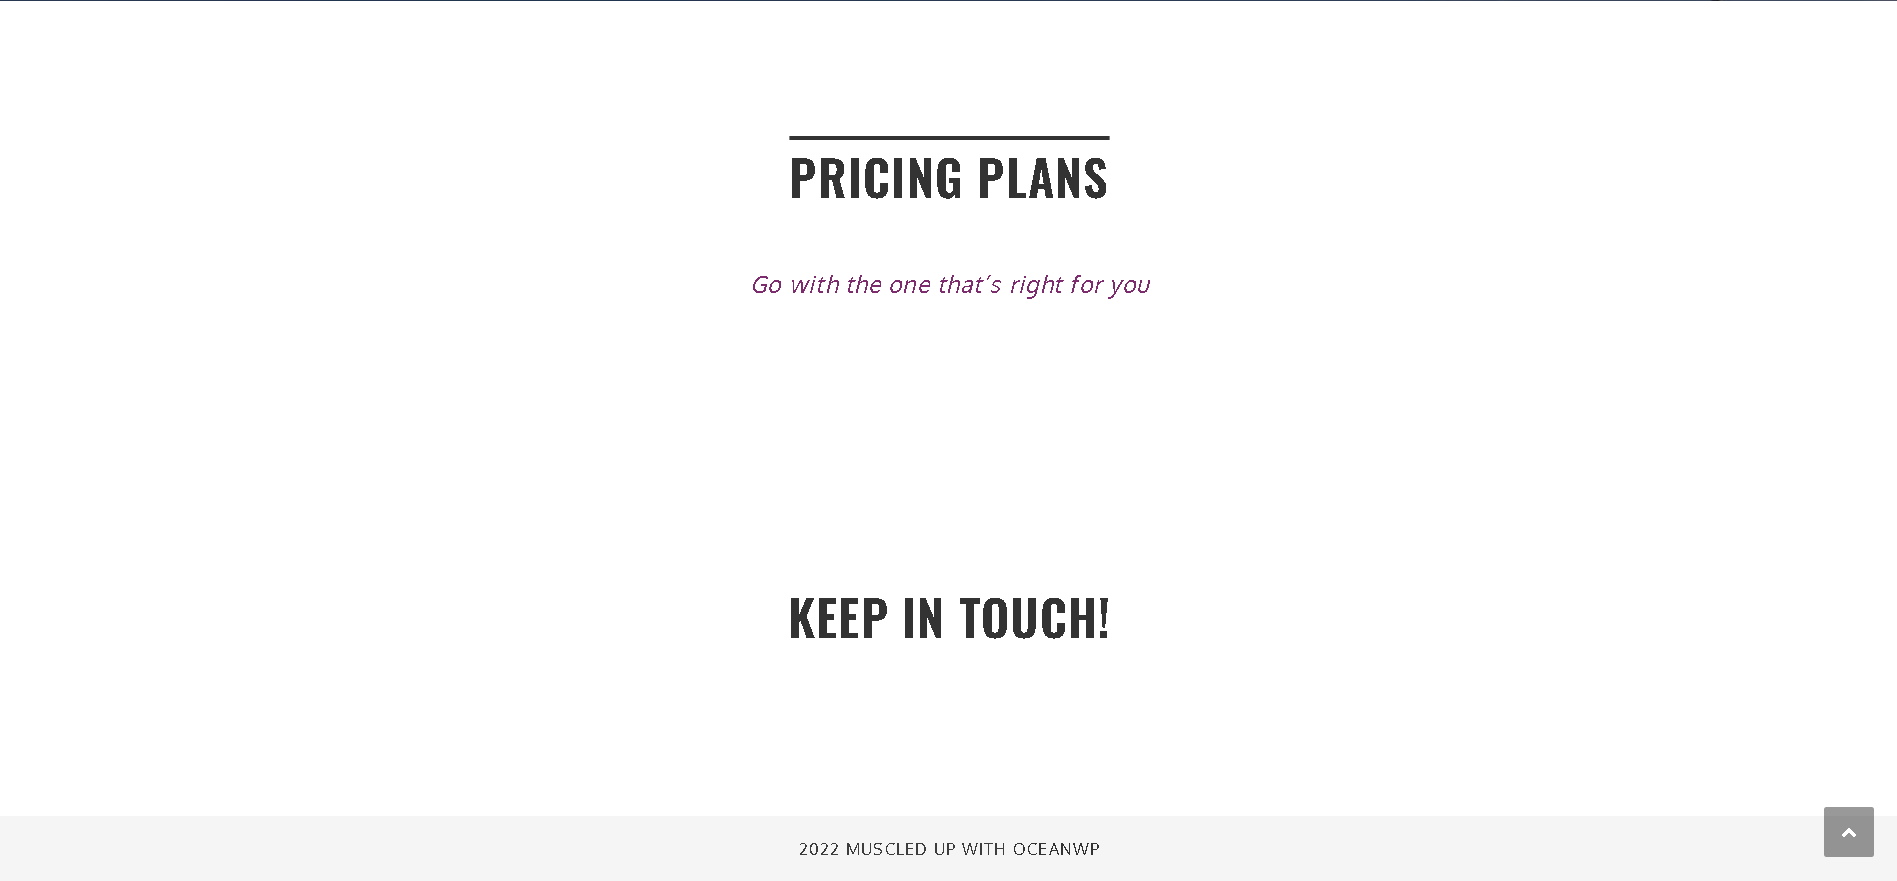 PRICING PLANS
Go with the one that’s right for you
KEEP IN TOUCH!
2022 MUSCLED UP WITH OCEANWP